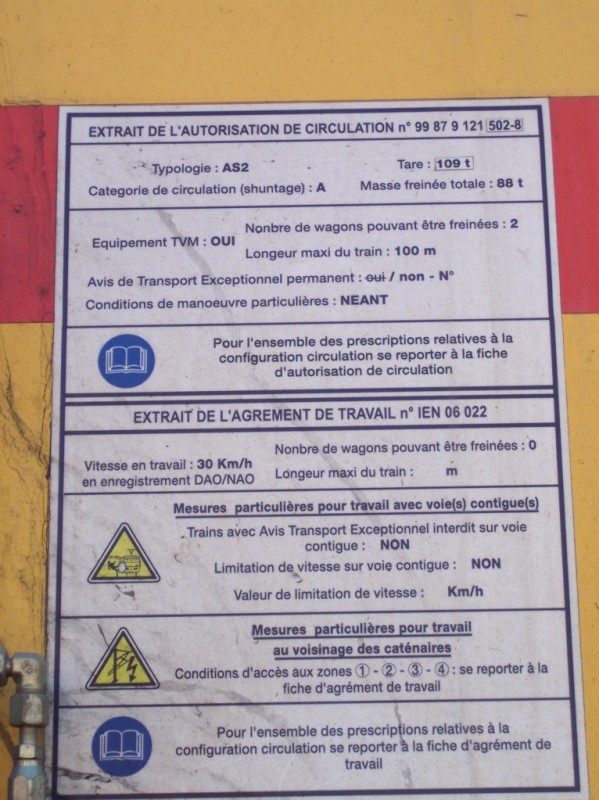 EXTRAIT DE L'AUTORISATION DE CIRCULATION n° 99 87 9 121 502-8
Typologie : AS2 Tare : 109 t
Categorie de circulation (shuntage) : A Masse freinée totale : 88 t
Nonbre de wagons pouvant être freinées : 2
Equipement TVM : OUI
Longeur maxi du train : 100 m
Avis de Transport Exceptionnel permanent : oui / non - N°
Conditions de manoeuvre particulières : NEANT
Pour l'ensemble des prescriptions relatives à la
configuration circulation se reporter à la fiche
d'autorisation de circulation
EXTRAIT DE L'AGREMENT DE TRAVAIL n° IEN 06 022
Nonbre de wagons pouvant être freinées : 0
Vitesse en travail : 30 Km/h
en enregistrement DAO/NAO
Longeur maxi du train : m
Mesures particulières pour travail avec voie(s) contigue(s)
Trains avec Avis Transport Exceptionnel interdit sur voie
contigue : NON
Limitation de vitesse sur voie contigue : NON
Valeur de limitation de vitesse : Km/h
Mesures particulières pour travail
au voisinage des caténaires
Conditions d'accès aux zones ① - ② - ③ - ④ : se reporter à la
fiche d'agrément de travail
Pour l'ensemble des prescriptions relatives à la
configuration circulation se reporter à la fiche d'agrément de
travail